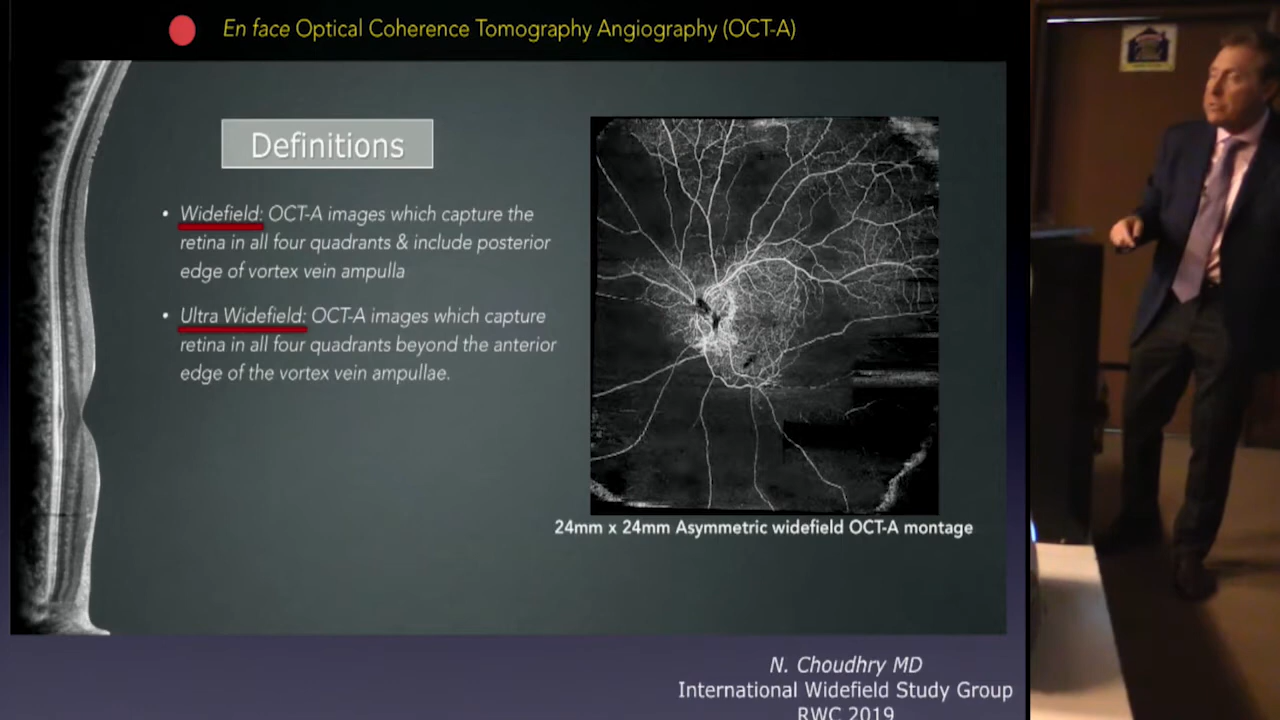 En face Optical Coherence Tomography Angiography (OCT-A)
Definitions
• Widefield: OCT-A images which capture the
retina in all four quadrants & include posterior
edge of vortex vein ampulla
• Ultra Widefield: OCT-A images which capture
retina in all four quadrants beyond the anterior
edge of the vortex vein ampullae.
24mm x 24mm Asymmetric widefield OCT-A montage
N. Choudhry MD
International Widefield Study Group
RWC 2019